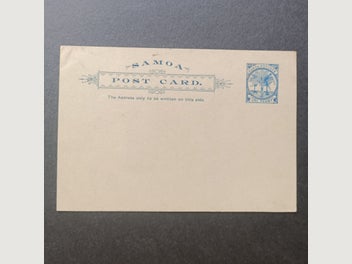 SAMOA
POST CARD.
The Address only to be written on this side.